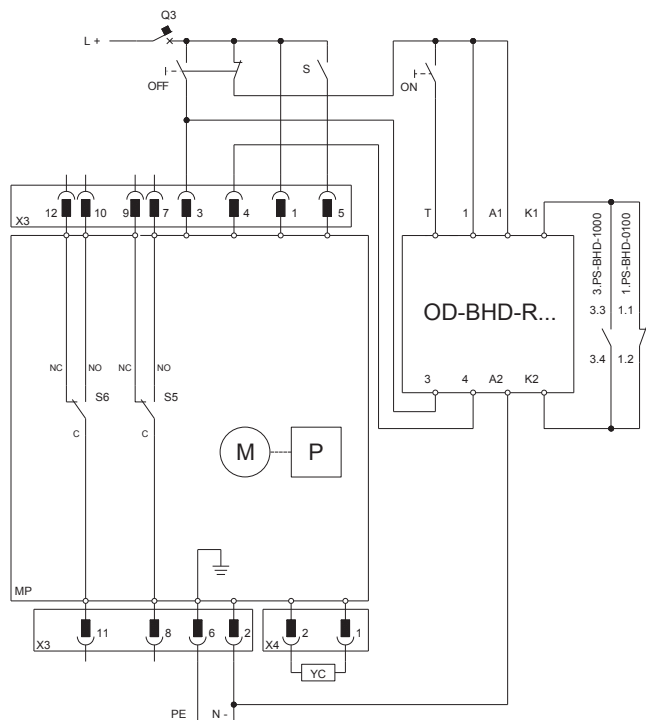 Q3
L +
S
OFF
ON
12
10
9
7
3
4
1
5
X3
T
1
A1
K1
3.PS-BHD-1000
1.PS-BHD-0100
OD-BHD-R...
3.3
1.1
3.4
1.2
3
4
A2
K2
NC
NO
NC
NO
S6
S5
C
C
M
P
MP
X3
11
8
6
2
X4
2
1
YC
PE
N -